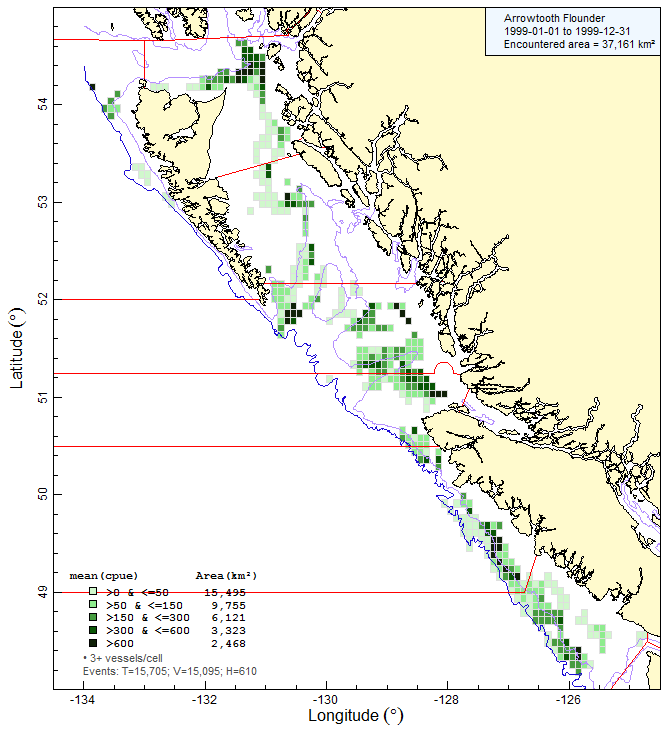 Arrowtooth Flounder
1999-01-01 to 1999-12-31
Encountered area = 37,161 km²
54
53
52
51
50
49
Latitude (°)
mean(cpue) Area(km²)
>0 & <=50 15,495
>50 & <=150 9,755
>150 & <=300 6,121
>300 & <=600 3,323
>600 2,468
• 3+ vessels/cell
Events: T=15,705; V=15,095; H=610
-134 -132 -130 -128 -126
Longitude (°)